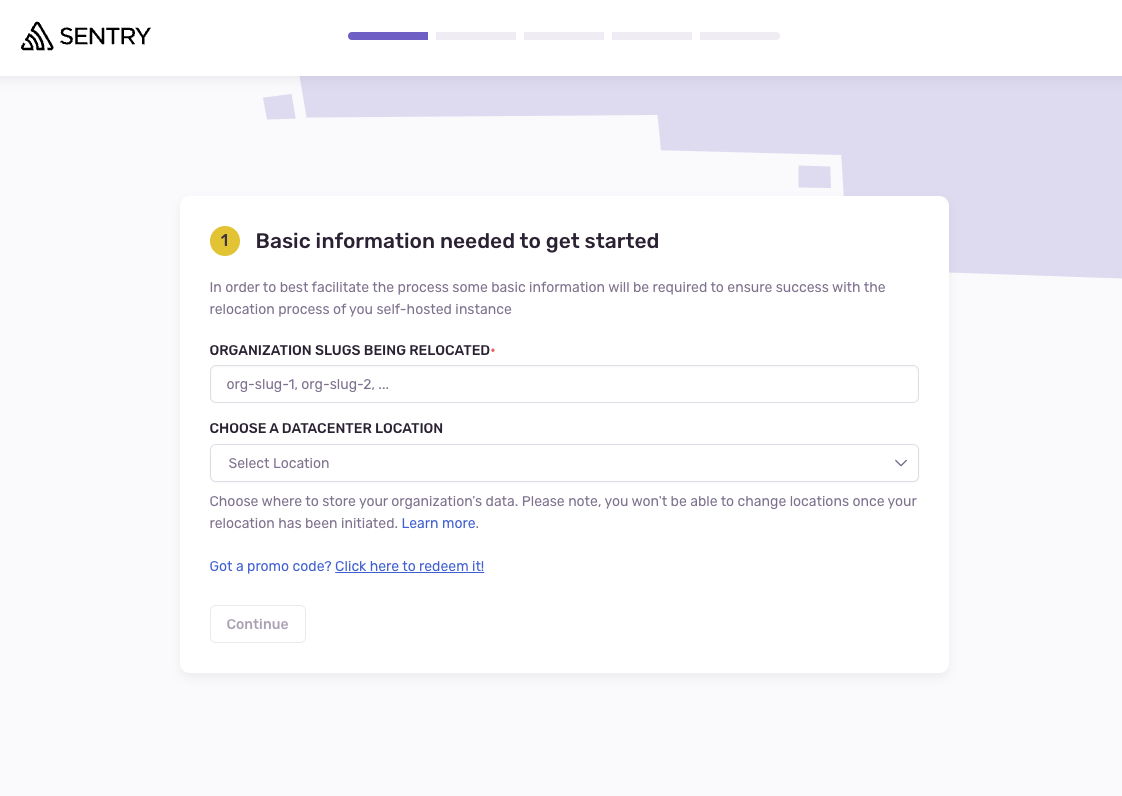 SENTRY
1 Basic information needed to get started
In order to best facilitate the process some basic information will be required to ensure success with the
relocation process of you self-hosted instance
ORGANIZATION SLUGS BEING RELOCATED•
org-slug-1, org-slug-2, ...
CHOOSE A DATACENTER LOCATION
Select Location
Choose where to store your organization's data. Please note, you won't be able to change locations once your
relocation has been initiated. Learn more.
Got a promo code? Click here to redeem it!
Continue